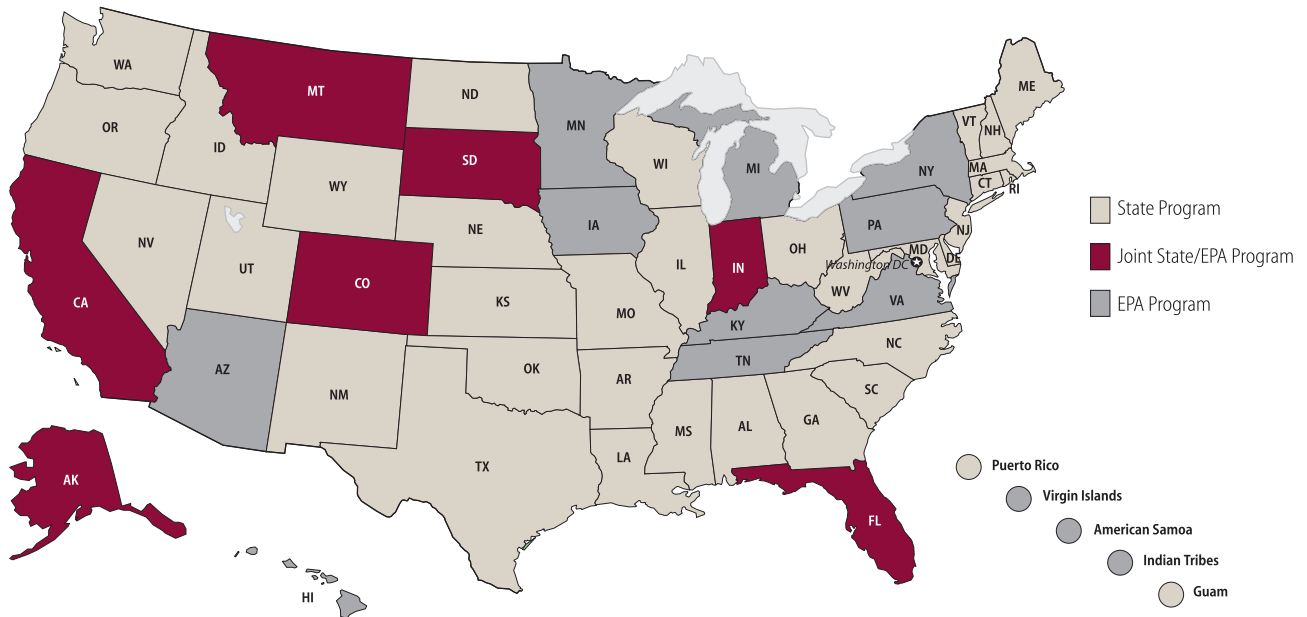 WA
MT
ND
MN
ME
VT
NH
OR
ID
SD
WI
MI
NY
MA
CT
RI
WY
IA
PA
NJ
NE
NV
UT
CO
IL
IN
OH
Washington DC
MD
DE
State Program
Joint State/EPA Program
EPA Program
CA
KS
MO
WV
VA
KY
AZ
NM
OK
AR
TN
NC
SC
TX
LA
MS
AL
GA
AK
FL
HI
Puerto Rico
Virgin Islands
American Samoa
Indian Tribes
Guam